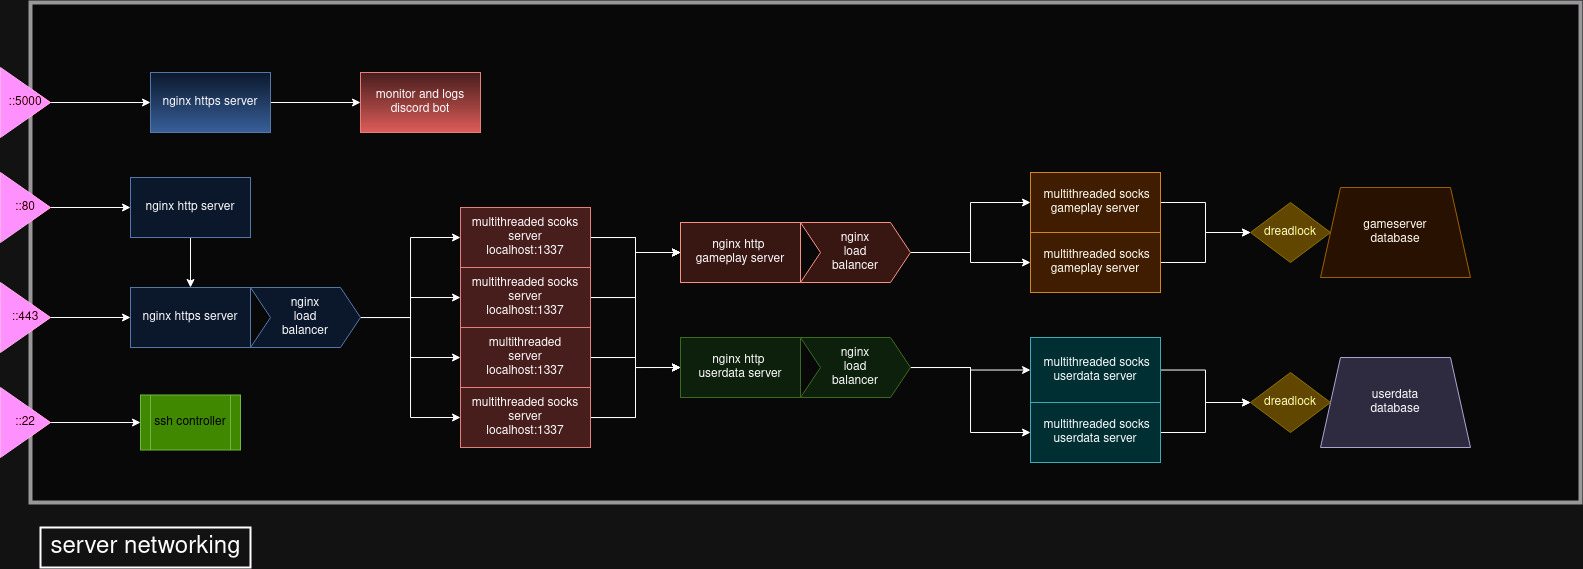 ::5000
nginx https server
monitor and logs
discord bot
::80
nginx http server
::443
nginx https server
nginx
load
balancer
::22
ssh controller
multithreaded scoks
server
localhost:1337
multithreaded socks
server
localhost:1337
multithreaded
server
localhost:1337
multithreaded socks
server
localhost:1337
nginx http
gameplay server
nginx
load
balancer
nginx http
userdata server
nginx
load
balancer
multithreaded socks
gameplay server
multithreaded socks
gameplay server
multithreaded socks
userdata server
multithreaded socks
userdata server
dreadlock
gameserver
database
dreadlock
userdata
database
server networking